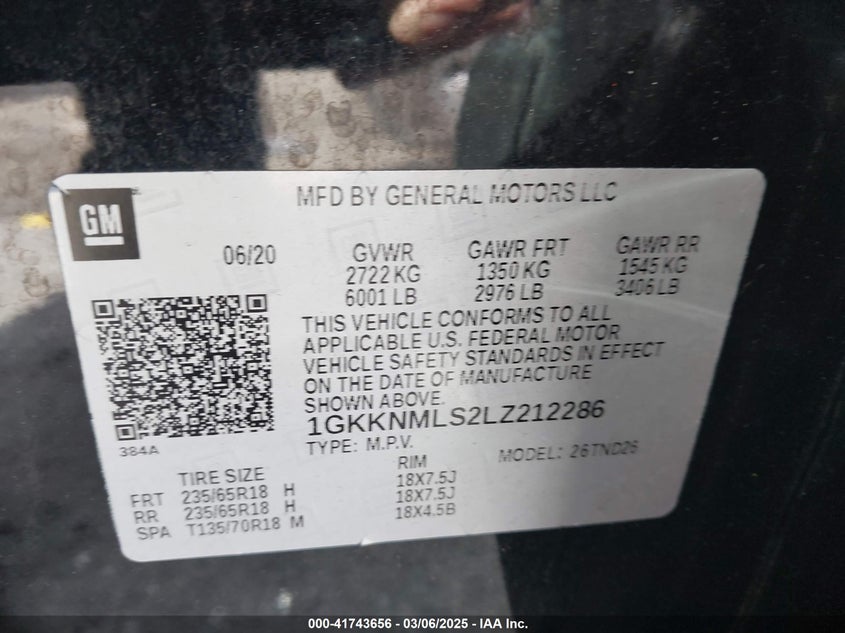 GM
MFD BY GENERAL MOTORS LLC
06/20 GVWR GAWR FRT GAWR RR
2722 KG 1350 KG 1545 KG
6001 LB 2976 LB 3406 LB
THIS VEHICLE CONFORMS TO ALL
APPLICABLE U.S. FEDERAL MOTOR
VEHICLE SAFETY STANDARDS IN EFFECT
ON THE DATE OF MANUFACTURE
SHOWN ABOVE.
1GKKNMLS2LZ212286
384A
TYPE: M.P.V. MODEL: 26TND26
TIRE SIZE RIM
FRT 235/65R18 H 18X7.5J
RR 235/65R18 H 18X7.5J
SPA T135/70R18 M 18X4.5B
000-41743656 - 03/06/2025 - IAA Inc.